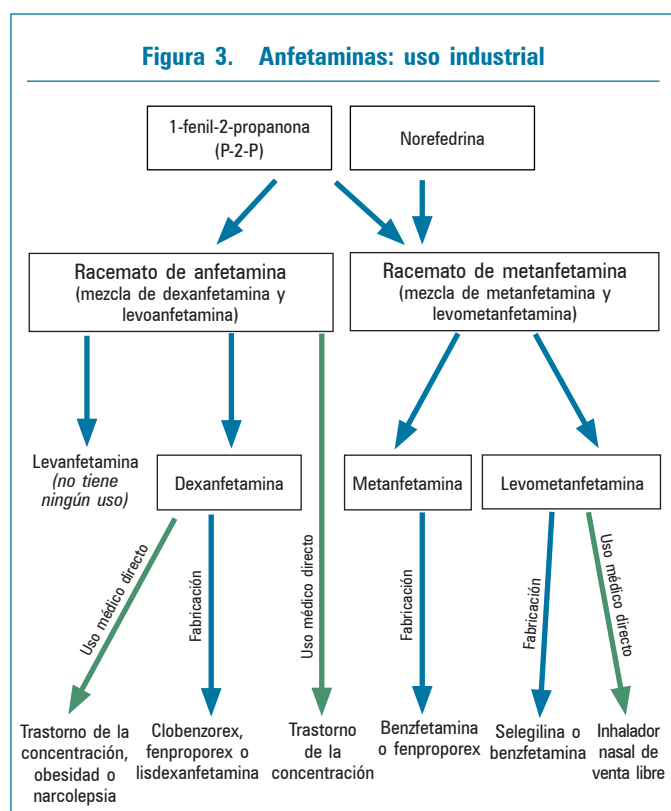 Figura 3. Anfetaminas: uso industrial
1-fenil-2-propanona
(P-2-P)
Norefedrina
Racemato de anfetamina
(mezcla de dexanfetamina y
levoanfetamina)
Racemato de metanfetamina
(mezcla de metanfetamina y
levometanfetamina)
Levanfetamina
(no tiene
ningún uso)
Dexanfetamina
Metanfetamina
Levometanfetamina
Uso médico directo
Fabricación
Uso médico directo
Fabricación
Fabricación
Uso médico directo
Trastorno de la
concentración,
obesidad o
narcolepsia
Clobenzorex,
fenproporex o
lisdexanfetamina
Trastorno
de la
concentración
Benzfetamina
o fenproporex
Selegilina o
benzfetamina
Inhalador
nasal de
venta libre